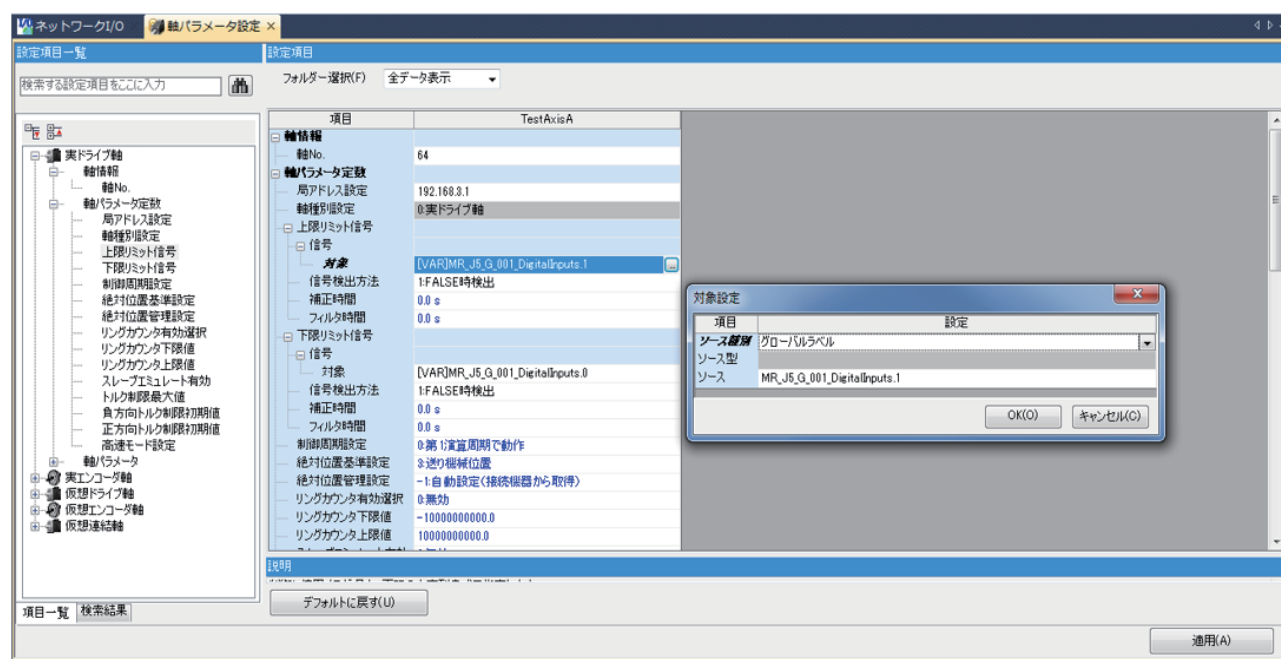 ネットワークI/O
軸パラメータ設定 ×
設定項目一覧
検索する設定項目をここに入力
実ドライブ軸
軸情報
軸No.
軸パラメータ定数
局アドレス設定
軸種別設定
上限リミット信号
下限リミット信号
制御周期設定
絶対位置基準設定
絶対位置管理設定
リングカウンタ有効選択
リングカウンタ下限値
リングカウンタ上限値
スレーブエミュレート有効
トルク制限最大値
負方向トルク制限初期値
正方向トルク制限初期値
高速モード設定
軸パラメータ
実エンコーダ軸
仮想ドライブ軸
仮想エンコーダ軸
仮想連結軸
項目一覧 検索結果
設定項目
フォルダー選択(F) 全データ表示
項目 TestAxisA
軸情報
軸No. 64
軸パラメータ定数
局アドレス設定 192.168.3.1
軸種別設定 0:実ドライブ軸
上限リミット信号
信号
対象 [VAR]MR_J5_G_001_DigitalInputs.1
信号検出方法 1:FALSE時検出
補正時間 0.0 s
フィルタ時間 0.0 s
下限リミット信号
信号
対象 [VAR]MR_J5_G_001_DigitalInputs.0
信号検出方法 1:FALSE時検出
補正時間 0.0 s
フィルタ時間 0.0 s
制御周期設定 0:第1演算周期で動作
絶対位置基準設定 3:送り機械位置
絶対位置管理設定 -1:自動設定(接続機器から取得)
リングカウンタ有効選択 0:無効
リングカウンタ下限値 -10000000000.0
リングカウンタ上限値 10000000000.0
説明
デフォルトに戻す(U)
対象設定
項目 設定
ソース種別 グローバルラベル
ソース型
ソース MR_J5_G_001_DigitalInputs.1
OK(O) キャンセル(C)
適用(A)